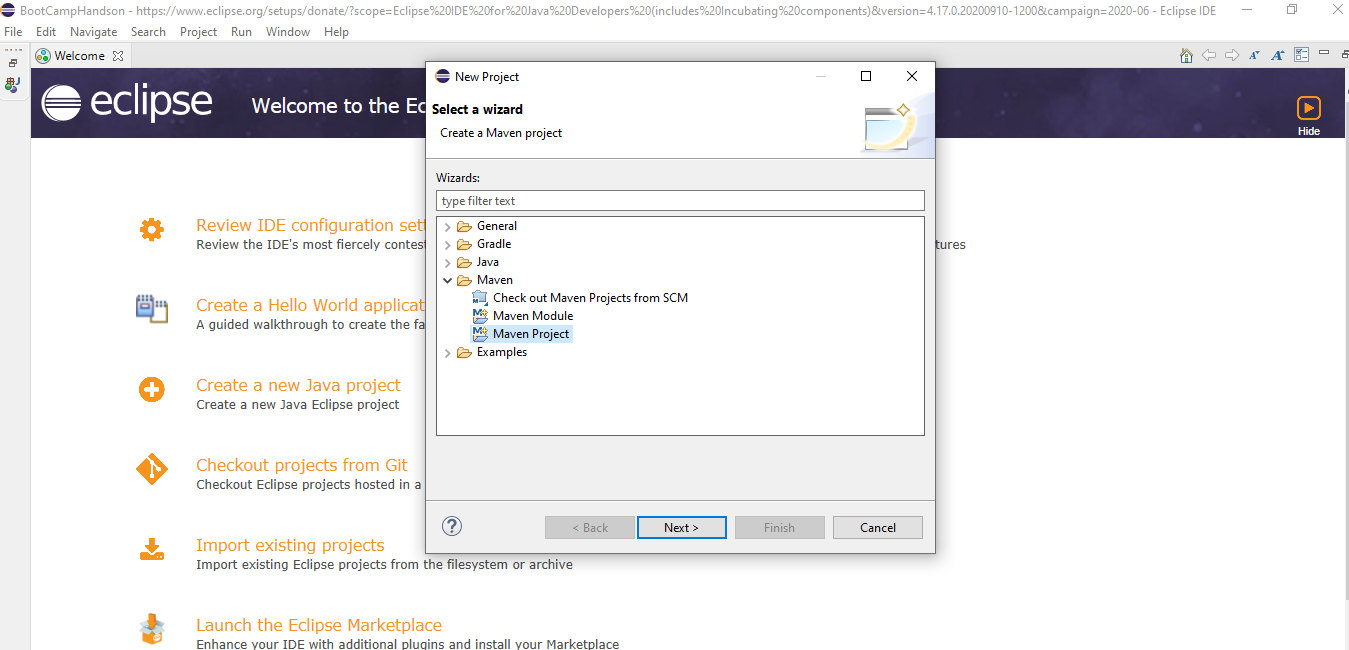 BootCampHandson - https://www.eclipse.org/setups/donate/?scope=Eclipse%20IDE%20for%20Java%20Developers%20(includes%20Incubating%20components)&version=4.17.0.20200910-1200&campaign=2020-06 - Eclipse IDE
File Edit Navigate Search Project Run Window Help
Welcome
eclipse Welcome to the Ec
Hide
New Project
Select a wizard
Create a Maven project
Wizards:
type filter text
General
Gradle
Java
Maven
Check out Maven Projects from SCM
Maven Module
Maven Project
Examples
< Back Next > Finish Cancel
Review IDE configuration sett
Review the IDE's most fiercely contest tures
Create a Hello World applicat
A guided walkthrough to create the fa
Create a new Java project
Create a new Java Eclipse project
Checkout projects from Git
Checkout Eclipse projects hosted in a
Import existing projects
Import existing Eclipse projects from the filesystem or archive
Launch the Eclipse Marketplace
Enhance your IDE with additional plugins and install your Marketplace